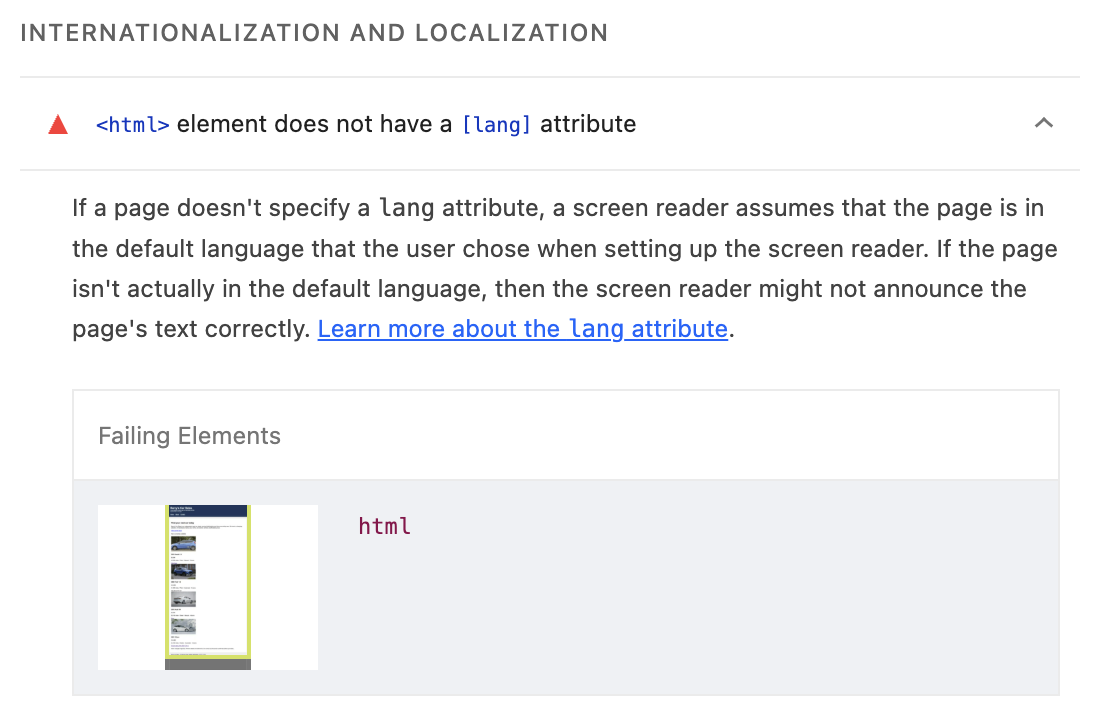 INTERNATIONALIZATION AND LOCALIZATION
<html> element does not have a [lang] attribute
If a page doesn't specify a lang attribute, a screen reader assumes that the page is in
the default language that the user chose when setting up the screen reader. If the page
isn't actually in the default language, then the screen reader might not announce the
page's text correctly. Learn more about the lang attribute.
Failing Elements
html